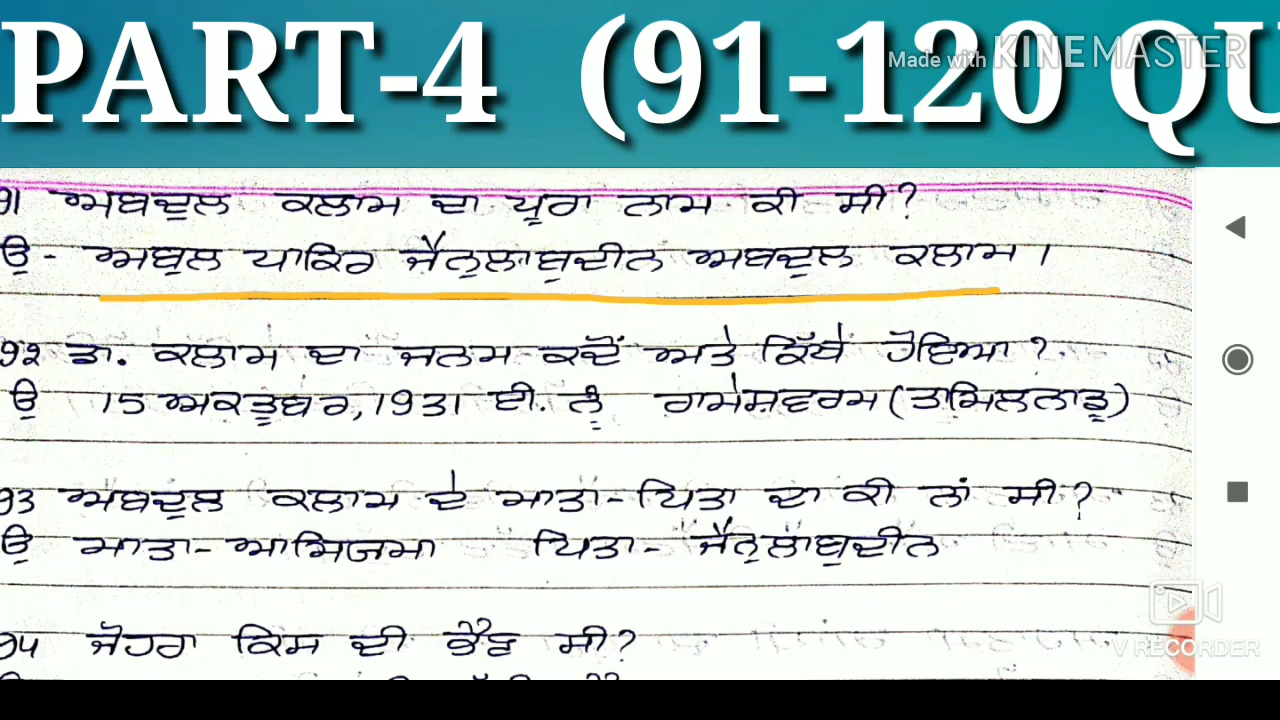 PART-4 (91-120 QU
Made with KINEMASTER
91 ਅਬਦੁਲ ਕਲਾਮ ਦਾ ਪੂਰਾ ਨਾਮ ਕੀ ਸੀ?
ਉ - ਅਬੁਲ ਪਾਕਿਰ ਜੈਨੁਲਾਬੁਦੀਨ ਅਬਦੁਲ ਕਲਾਮ।
92 ਡਾ. ਕਲਾਮ ਦਾ ਜਨਮ ਕਦੋਂ ਅਤੇ ਕਿੱਥੇ ਹੋਇਆ?
ਉ 15 ਅਕਤੂਬਰ, 1931 ਈ. ਨੂੰ ਰਾਮੇਸ਼ਵਰਮ (ਤਾਮਿਲਨਾਡੂ)
93 ਅਬਦੁਲ ਕਲਾਮ ਦੇ ਮਾਤਾ-ਪਿਤਾ ਦਾ ਕੀ ਨਾਂ ਸੀ?
ਉ ਮਾਤਾ-ਆਸਿਜਮਾ ਪਿਤਾ- ਜੈਨੁਲਾਬੁਦੀਨ
94 ਜੋਹਰਾ ਕਿਸ ਦੀ ਭੈਣ ਸੀ?
V RECORDER